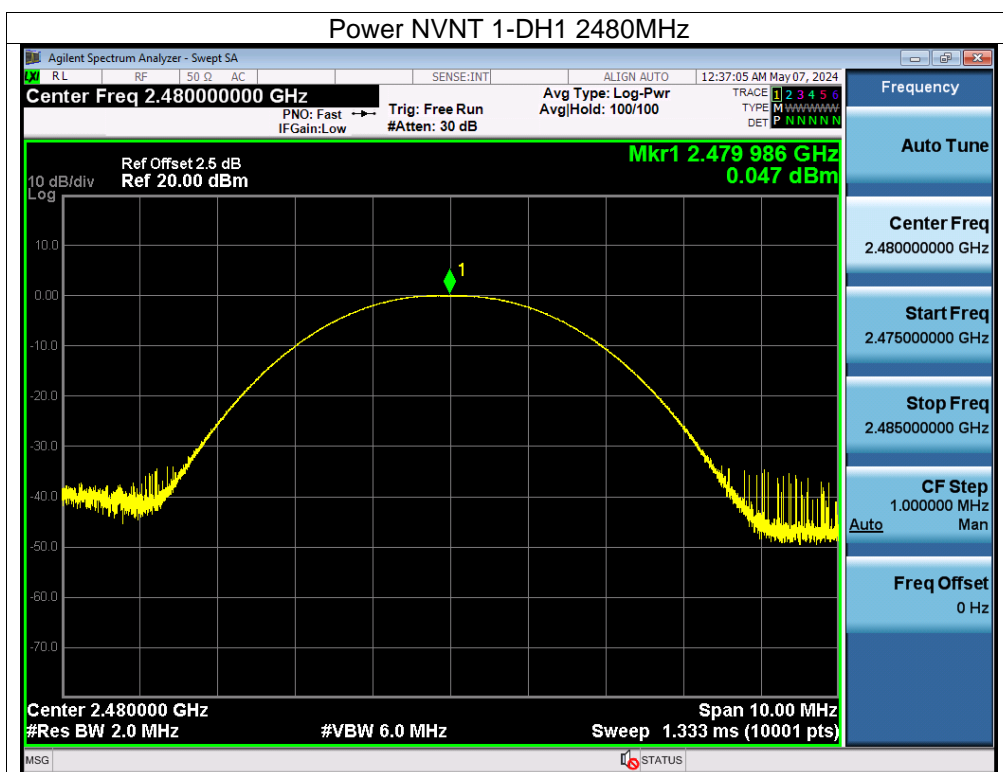 Power NVNT 1-DH1 2480MHz
Agilent Spectrum Analyzer - Swept SA
LXI RL RF 50 Ω AC SENSE:INT ALIGN AUTO 12:37:05 AM May 07, 2024
Center Freq 2.480000000 GHz
PNO: Fast
IFGain:Low
Trig: Free Run
#Atten: 30 dB
Avg Type: Log-Pwr
Avg|Hold: 100/100
TRACE 1 2 3 4 5 6
TYPE M WWWWW
DET P N N N N N
Mkr1 2.479 986 GHz
0.047 dBm
Ref Offset 2.5 dB
10 dB/div Ref 20.00 dBm
Log
10.0
0.00
-10.0
-20.0
-30.0
-40.0
-50.0
-60.0
-70.0
1
Center 2.480000 GHz Span 10.00 MHz
#Res BW 2.0 MHz #VBW 6.0 MHz Sweep 1.333 ms (10001 pts)
MSG STATUS
Frequency
Auto Tune
Center Freq
2.480000000 GHz
Start Freq
2.475000000 GHz
Stop Freq
2.485000000 GHz
CF Step
1.000000 MHz
Auto Man
Freq Offset
0 Hz